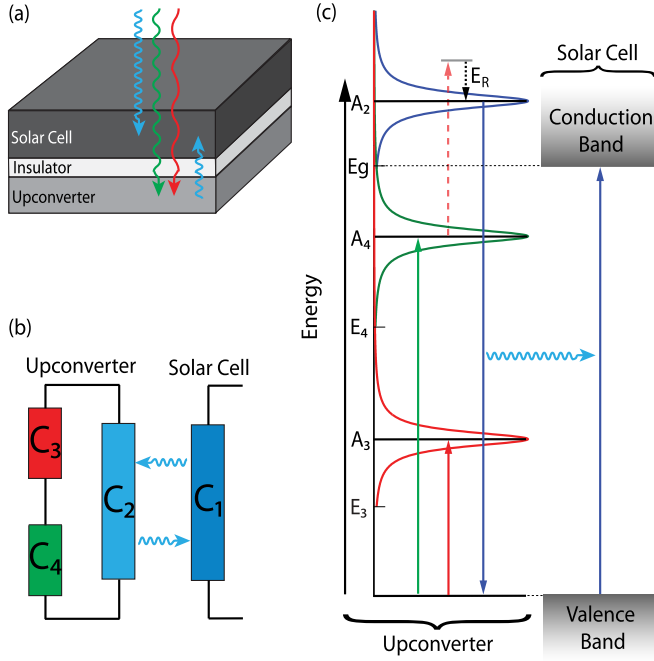 (a)
Solar Cell
Insulator
Upconverter
(b)
Upconverter
Solar Cell
C3
C4
C2
C1
(c)
Energy
A2
Eg
A4
E4
A3
E3
ER
Solar Cell
Conduction
Band
Valence
Band
Upconverter